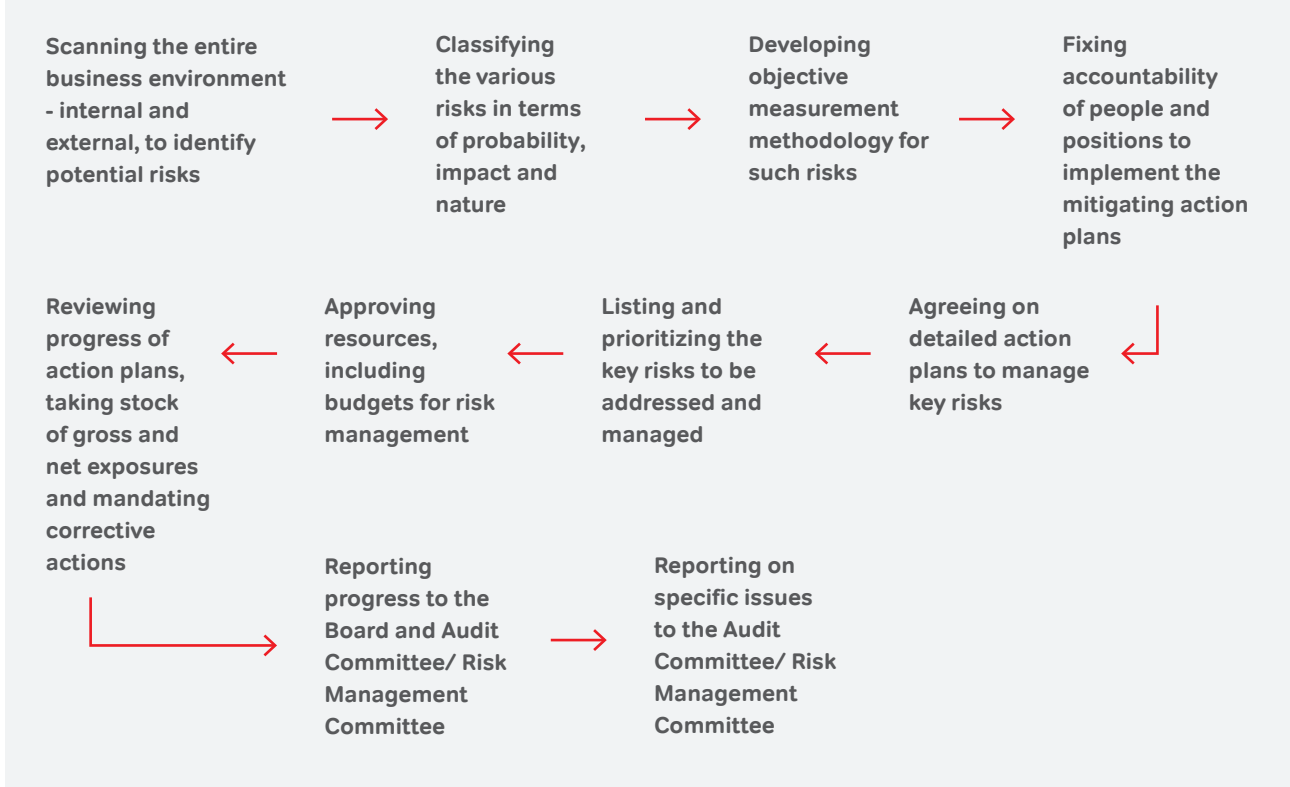 Scanning the entire
business environment
- internal and
external, to identify
potential risks
Classifying
the various
risks in terms
of probability,
impact and
nature
Developing
objective
measurement
methodology for
such risks
Fixing
accountability
of people and
positions to
implement the
mitigating action
plans
Agreeing on
detailed action
plans to manage
key risks
Listing and
prioritizing the
key risks to be
addressed and
managed
Approving
resources,
including
budgets for risk
management
Reviewing
progress of
action plans,
taking stock
of gross and
net exposures
and mandating
corrective
actions
Reporting
progress to the
Board and Audit
Committee/ Risk
Management
Committee
Reporting on
specific issues
to the Audit
Committee/ Risk
Management
Committee